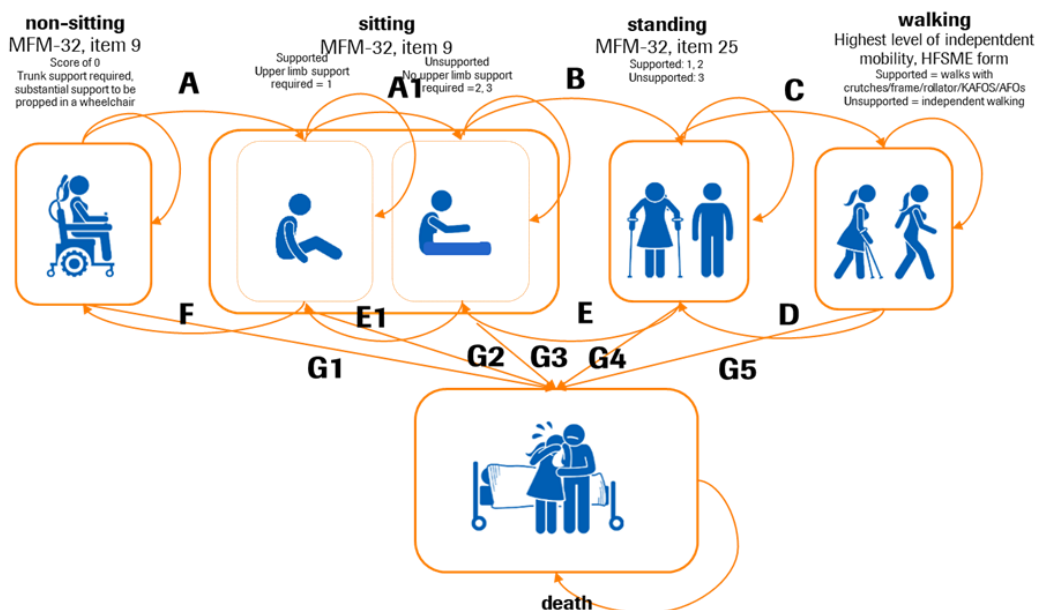 non-sitting
MFM-32, item 9
Score of 0
Trunk support required,
substantial support to be
propped in a wheelchair
sitting
MFM-32, item 9
Supported
Upper limb support
required = 1
Unsupported
No upper limb support
required =2, 3
standing
MFM-32, item 25
Supported: 1, 2
Unsupported: 3
walking
Highest level of indepentdent
mobility, HFSME form
Supported = walks with
crutches/frame/rollator/KAFOS/AFOs
Unsupported = independent walking
A
A1
B
C
F
E1
E
D
G1
G2
G3
G4
G5
death